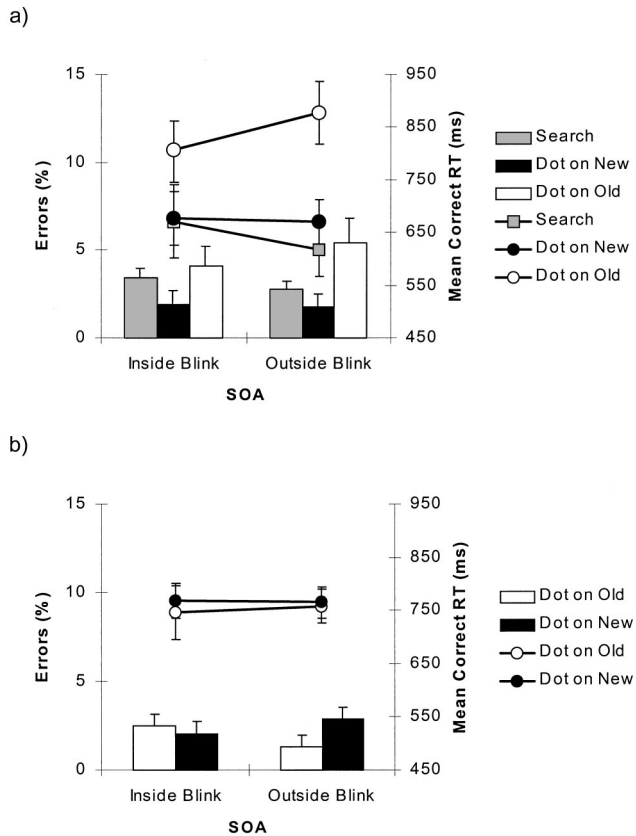 a)
15
10
5
0
Errors (%)
950
850
750
650
550
450
Mean Correct RT (ms)
Inside Blink
Outside Blink
SOA
Search
Dot on New
Dot on Old
Search
Dot on New
Dot on Old
b)
15
10
5
0
Errors (%)
950
850
750
650
550
450
Mean Correct RT (ms)
Inside Blink
Outside Blink
SOA
Dot on Old
Dot on New
Dot on Old
Dot on New